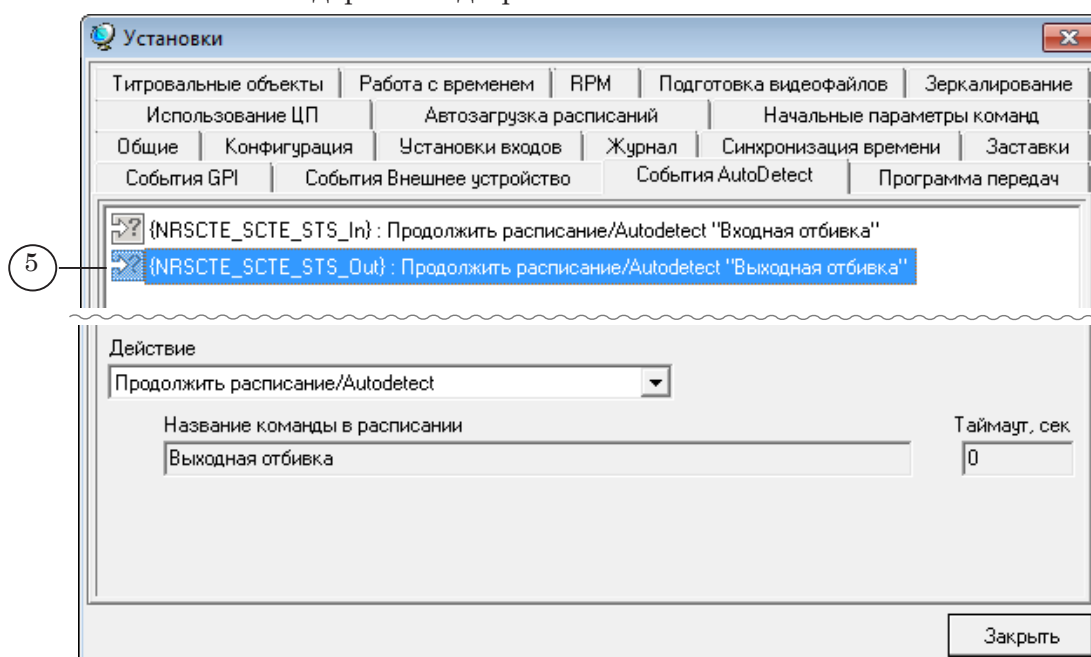 Установки
Титровальные объекты Работа с временем RPM Подготовка видеофайлов Зеркалирование
Использование ЦП Автозагрузка расписаний Начальные параметры команд
Общие Конфигурация Установки входов Журнал Синхронизация времени Заставки
События GPI События Внешнее устройство События AutoDetect Программа передач
{NRSCTE_SCTE_STS_In} : Продолжить расписание/Autodetect "Входная отбивка"
5 {NRSCTE_SCTE_STS_Out} : Продолжить расписание/Autodetect "Выходная отбивка"
Действие
Продолжить расписание/Autodetect
Название команды в расписании Таймаут, сек
Выходная отбивка 0
Закрыть